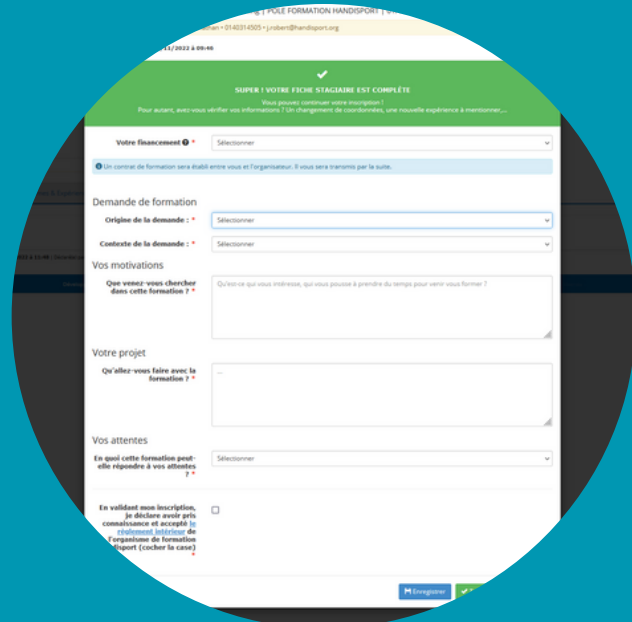 | POLE FORMATION HANDISPORT |
• 0140314505 • j.robert@handisport.org
/11/2022 à 09:46
SUPER ! VOTRE FICHE STAGIAIRE EST COMPLÈTE
Vous pouvez continuer votre inscription !
Pour autant, avez-vous vérifier vos informations ? Un changement de coordonnées, une nouvelle expérience à mentionner,...
Votre financement * Sélectionner
Un contrat de formation sera établi entre vous et l'organisateur. Il vous sera transmis par la suite.
Demande de formation
Origine de la demande : * Sélectionner
Contexte de la demande : * Sélectionner
Vos motivations
Que venez-vous chercher
dans cette formation ? *
Qu'est-ce qui vous intéresse, qui vous pousse à prendre du temps pour venir vous former ?
Votre projet
Qu'allez-vous faire avec la
formation ? *
...
Vos attentes
En quoi cette formation peut-
elle répondre à vos attentes
? *
Sélectionner
En validant mon inscription,
je déclare avoir pris
connaissance et accepté le
règlement intérieur de
l'organisme de formation
disport (cocher la case)
*
Enregistrer